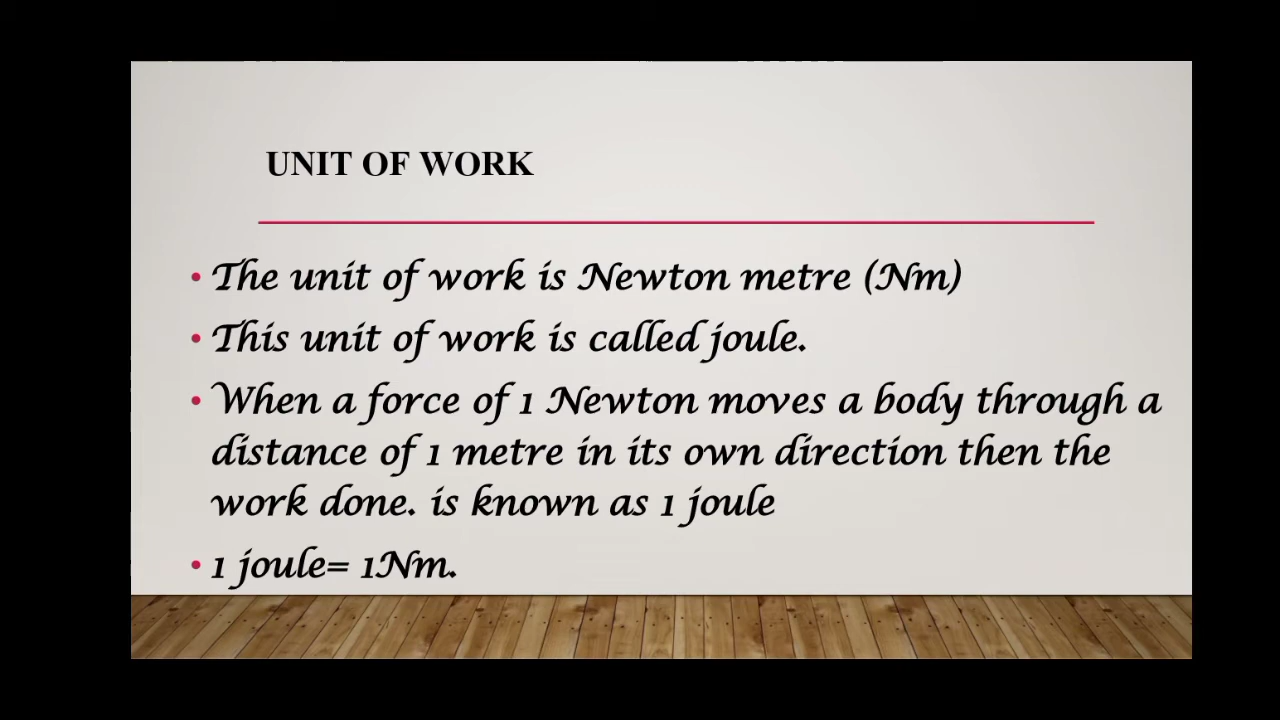 UNIT OF WORK
• The unit of work is Newton metre (Nm)
• This unit of work is called joule.
• When a force of 1 Newton moves a body through a
distance of 1 metre in its own direction then the
work done. is known as 1 joule
• 1 joule= 1Nm.